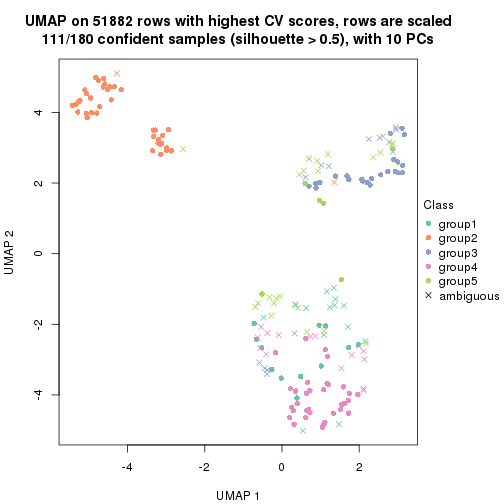 UMAP on 51882 rows with highest CV scores, rows are scaled
111/180 confident samples (silhouette > 0.5), with 10 PCs
4
2
0
-2
-4
UMAP 2
-4
-2
0
2
UMAP 1
Class
group1
group2
group3
group4
group5
ambiguous